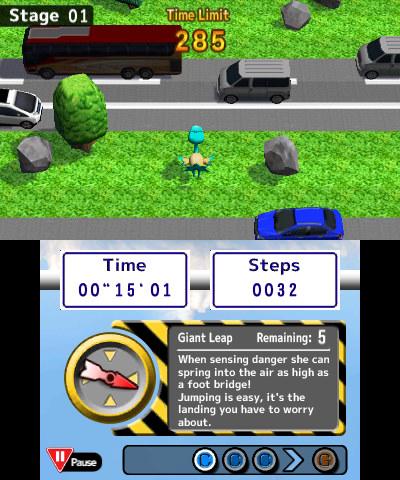 Stage 01
Time Limit
285
Time
00"15'01
Steps
0032
Giant Leap Remaining: 5
When sensing danger she can
spring into the air as high as
a foot bridge!
Jumping is easy, it's the
landing you have to worry
about.
Pause
C C C G